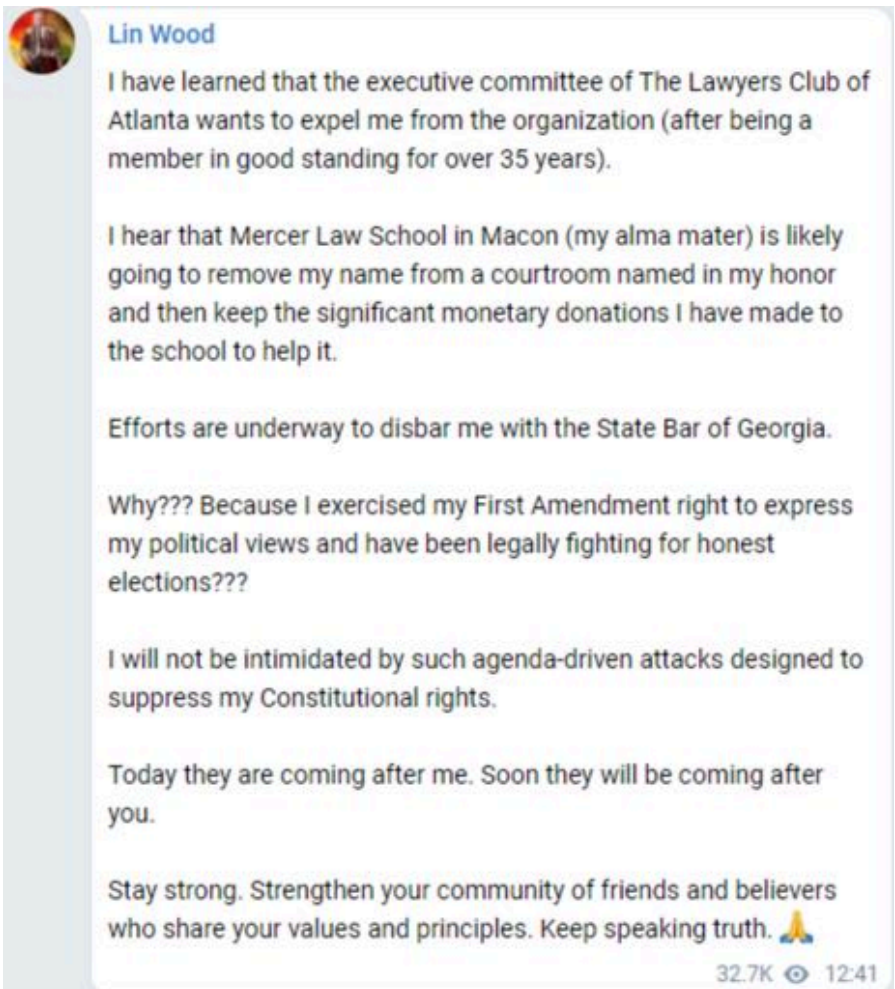 Lin Wood
I have learned that the executive committee of The Lawyers Club of
Atlanta wants to expel me from the organization (after being a
member in good standing for over 35 years).
I hear that Mercer Law School in Macon (my alma mater) is likely
going to remove my name from a courtroom named in my honor
and then keep the significant monetary donations I have made to
the school to help it.
Efforts are underway to disbar me with the State Bar of Georgia.
Why??? Because I exercised my First Amendment right to express
my political views and have been legally fighting for honest
elections???
I will not be intimidated by such agenda-driven attacks designed to
suppress my Constitutional rights.
Today they are coming after me. Soon they will be coming after
you.
Stay strong. Strengthen your community of friends and believers
who share your values and principles. Keep speaking truth. 🙏
32.7K 12:41